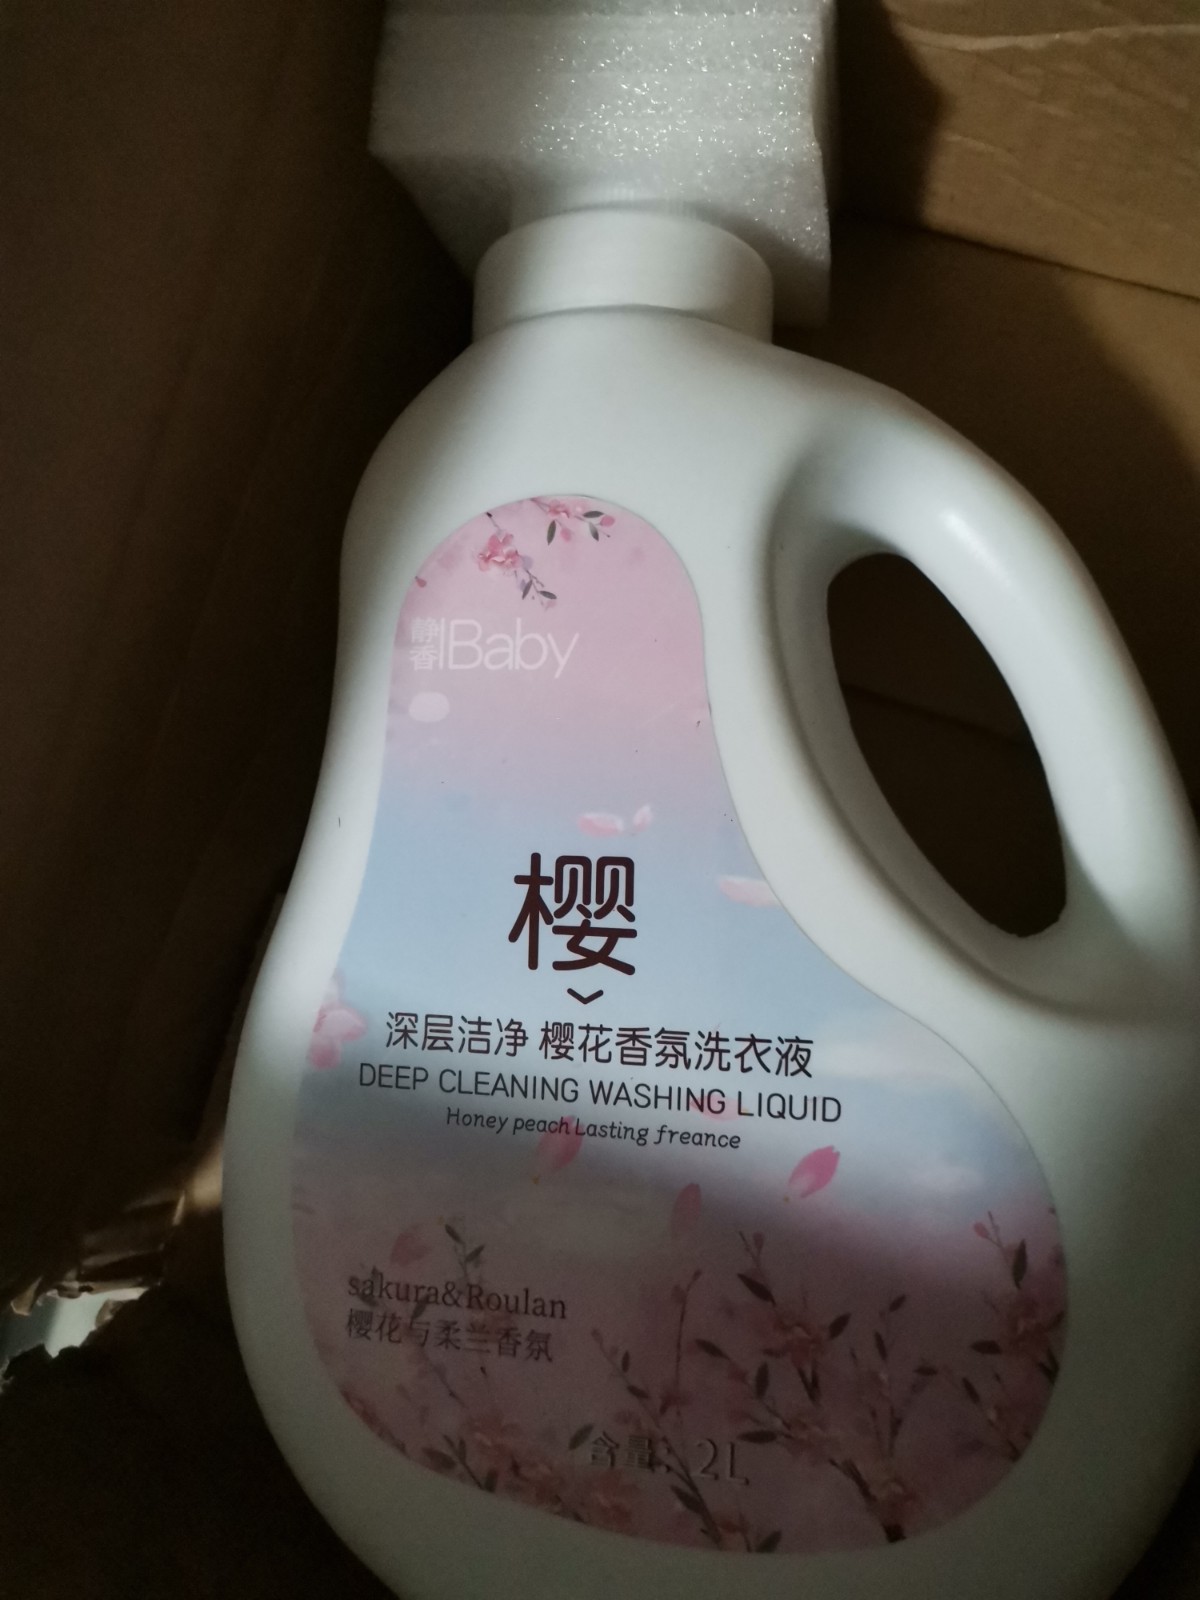 静香|Baby
樱
深层洁净 樱花香氛洗衣液
DEEP CLEANING WASHING LIQUID
Honey peach Lasting freance
sakura&Roulan
樱花与柔兰香氛
含量：2L